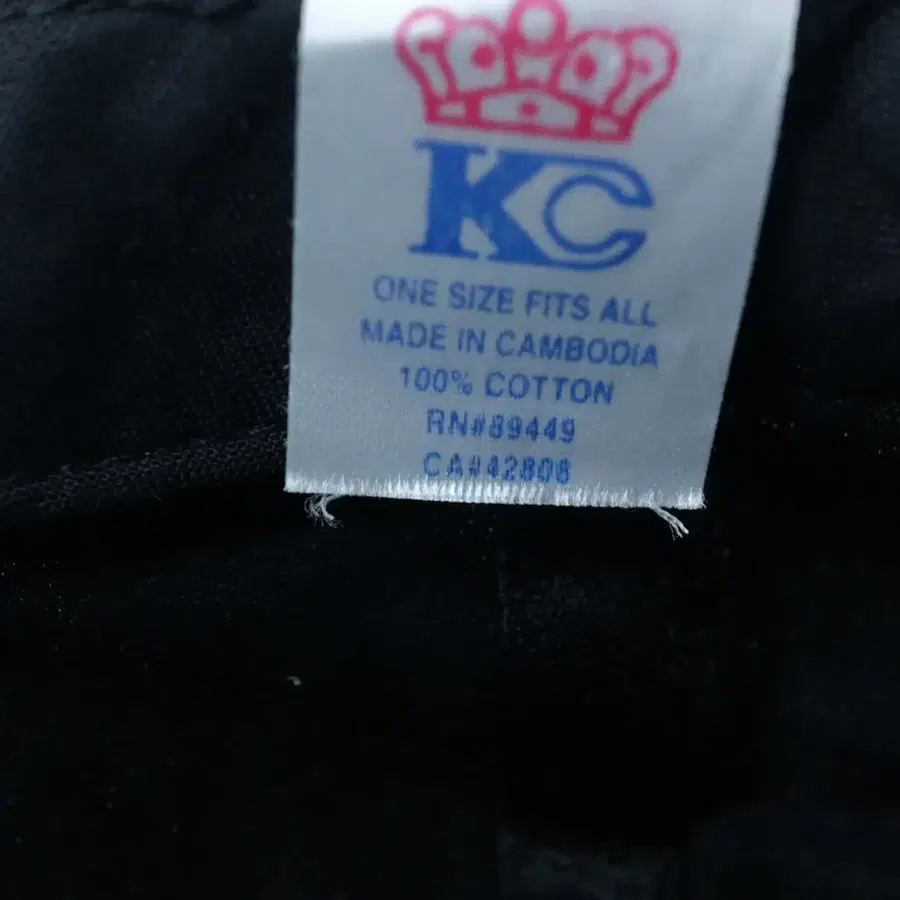 KC
ONE SIZE FITS ALL
MADE IN CAMBODIA
100% COTTON
RN#89449
CA#42808